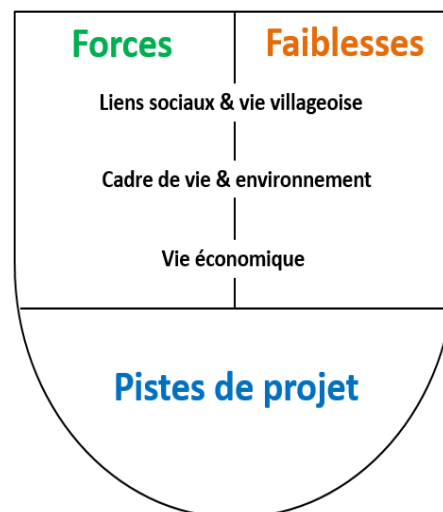 Forces
Faiblesses
Liens sociaux & vie villageoise
Cadre de vie & environnement
Vie économique
Pistes de projet